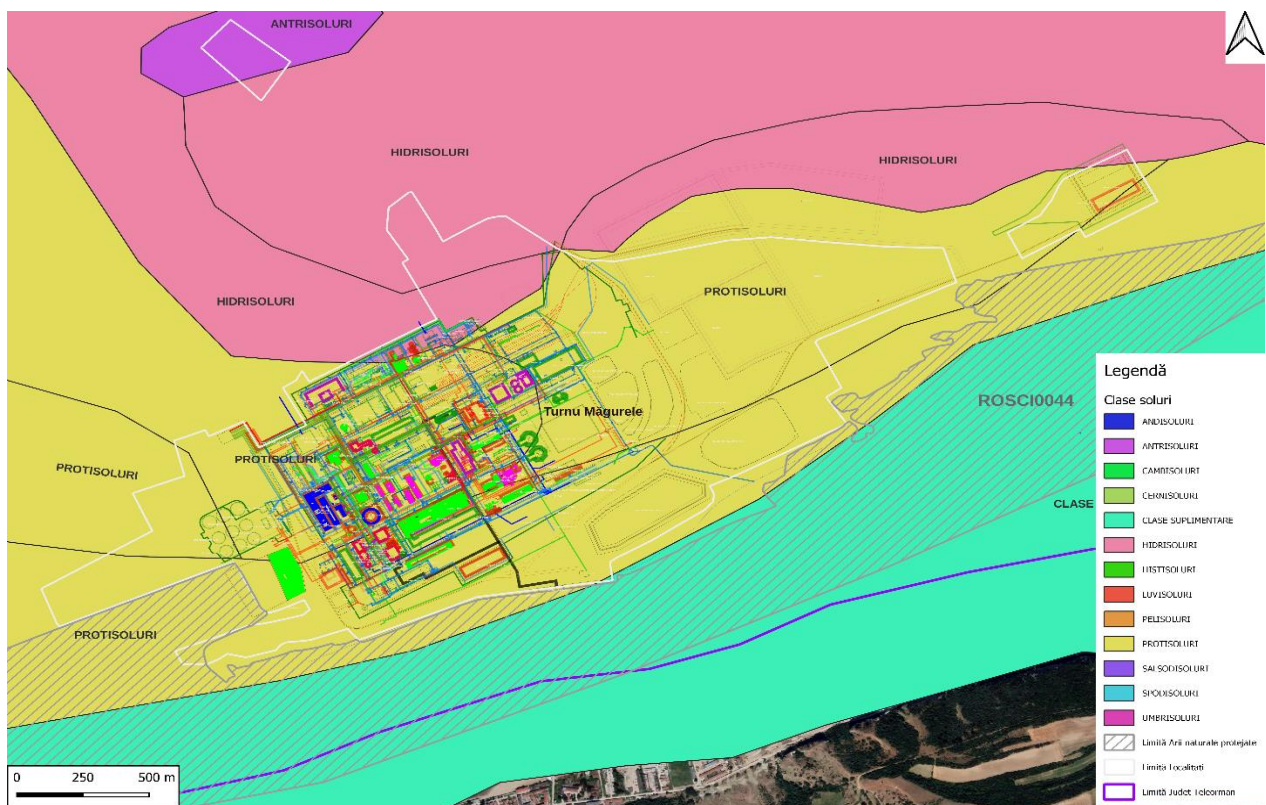 ANTRISOLURI
HIDRISOLURI
HIDRISOLURI
HIDRISOLURI
PROTISOLURI
ROSCI0044
Turnu Măgurele
PROTISOLURI
PROTISOLURI
CLASE
PROTISOLURI
0 250 500 m
Legendă
Clase soluri
ANDISOLURI
ANTRISOLURI
CAMBISOLURI
CERNISOLURI
CLASE SUPLIMENTARE
HIDRISOLURI
HISTISOLURI
LUVISOLURI
PELISOLURI
PROTISOLURI
SALSODISOLURI
SPODISOLURI
UMBRISOLURI
Limită Arii naturale protejate
Limită Localitati
Limită Judet Teleorman